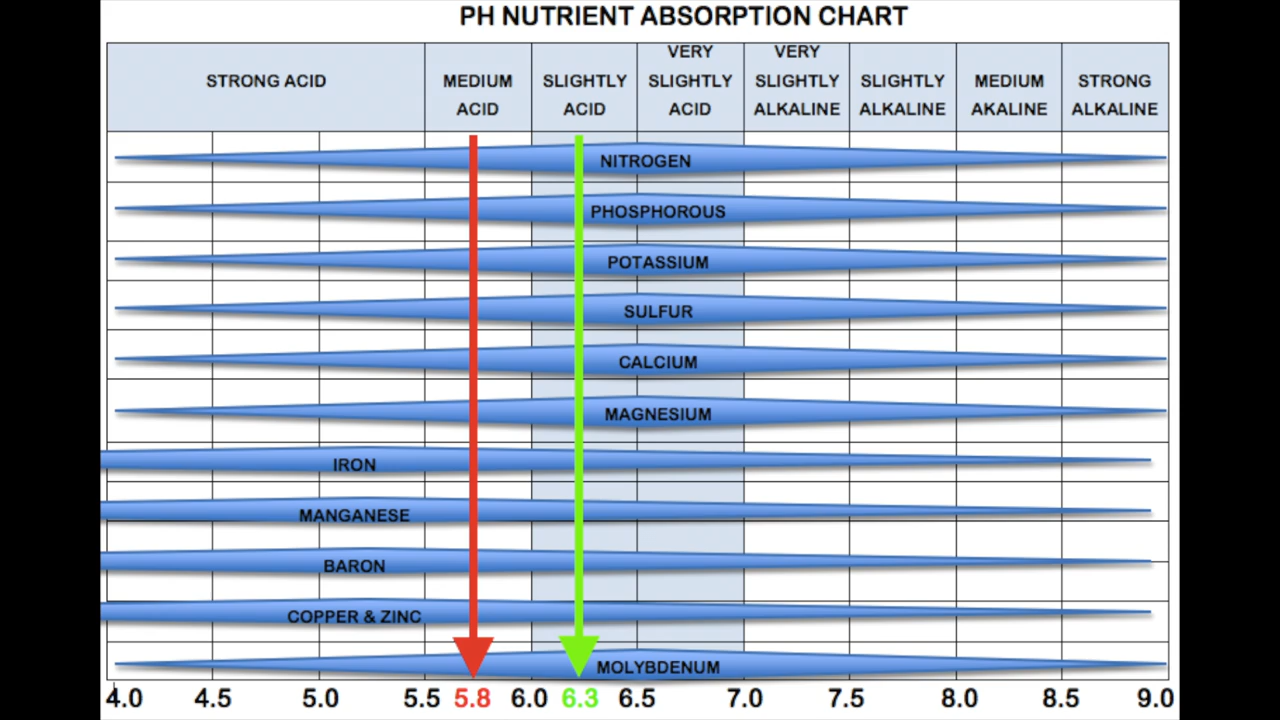 PH NUTRIENT ABSORPTION CHART
STRONG ACID
MEDIUM
ACID
SLIGHTLY
ACID
VERY
SLIGHTLY
ACID
VERY
SLIGHTLY
ALKALINE
SLIGHTLY
ALKALINE
MEDIUM
AKALINE
STRONG
ALKALINE
NITROGEN
PHOSPHOROUS
POTASSIUM
SULFUR
CALCIUM
MAGNESIUM
IRON
MANGANESE
BARON
COPPER & ZINC
MOLYBDENUM
4.0 4.5 5.0 5.5 5.8 6.0 6.3 6.5 7.0 7.5 8.0 8.5 9.0